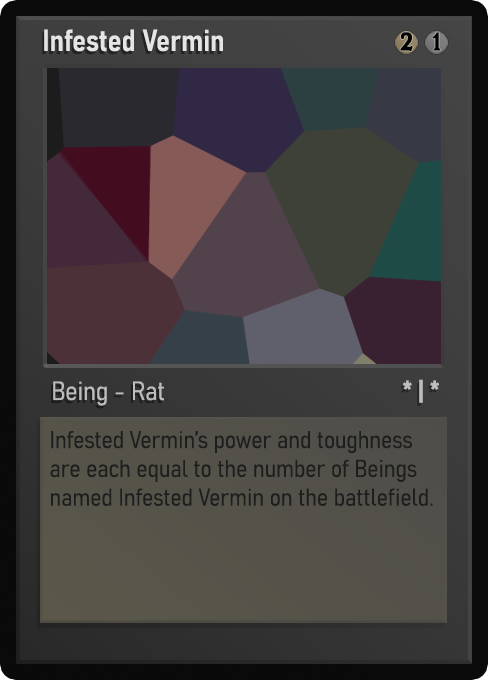 Infested Vermin 2 1
Being - Rat *|*
Infested Vermin's power and toughness
are each equal to the number of Beings
named Infested Vermin on the battlefield.